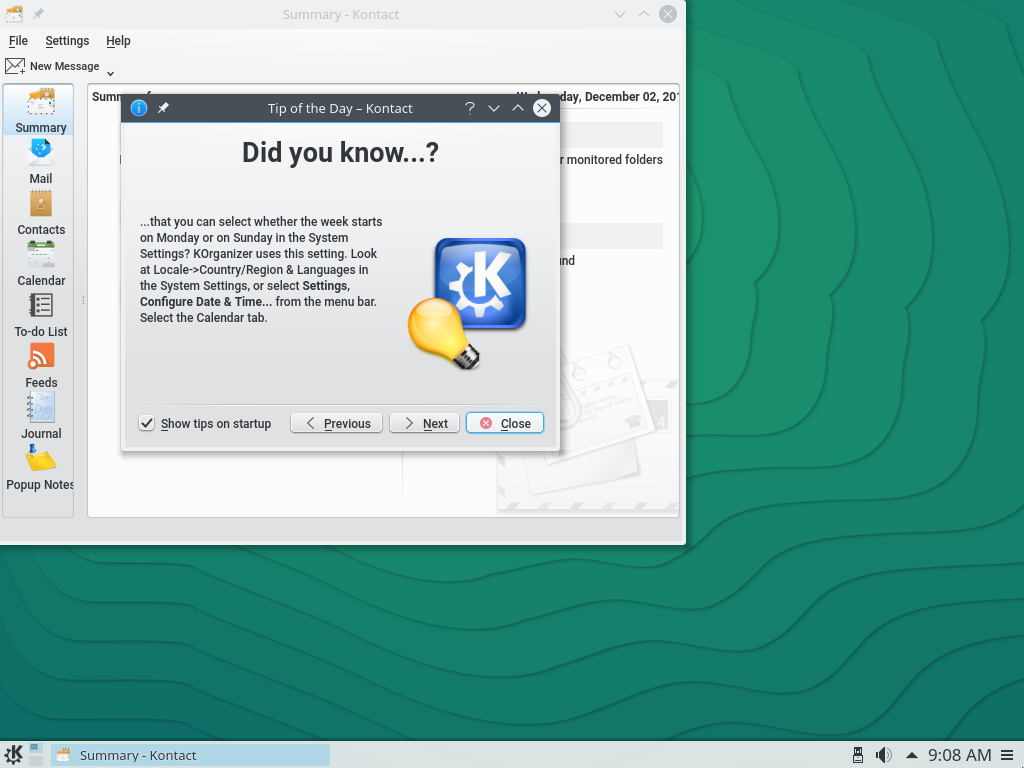 Summary - Kontact
File Settings Help
New Message
Summary
Mail
Contacts
Calendar
To-do List
Feeds
Journal
Popup Notes
day, December 02, 201
r monitored folders
Tip of the Day – Kontact
Did you know...?
...that you can select whether the week starts
on Monday or on Sunday in the System
Settings? KOrganizer uses this setting. Look
at Locale->Country/Region & Languages in
the System Settings, or select Settings,
Configure Date & Time... from the menu bar.
Select the Calendar tab.
Show tips on startup
Previous
Next
Close
Summary - Kontact
9:08 AM